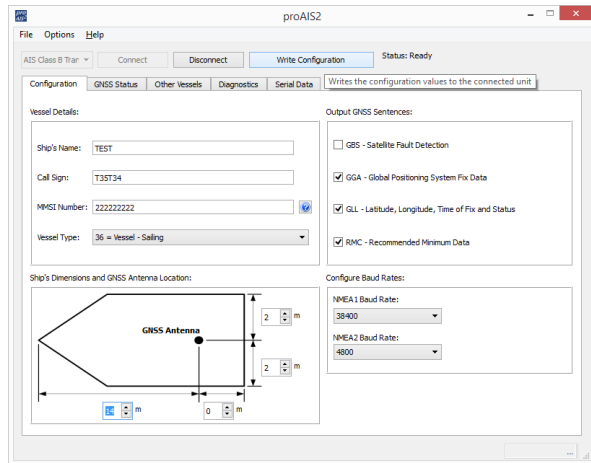 proAIS2
File Options Help
AIS Class B Tran Connect Disconnect Write Configuration Status: Ready
Configuration GNSS Status Other Vessels Diagnostics Serial Data
Writes the configuration values to the connected unit
Vessel Details:
Ship's Name: TEST
Call Sign: T35T34
MMSI Number: 222222222
Vessel Type: 36 = Vessel - Sailing
Output GNSS Sentences:
GBS - Satellite Fault Detection
GGA - Global Positioning System Fix Data
GLL - Latitude, Longitude, Time of Fix and Status
RMC - Recommended Minimum Data
Ship's Dimensions and GNSS Antenna Location:
2 m
GNSS Antenna
2 m
14 m 0 m
Configure Baud Rates:
NMEA1 Baud Rate:
38400
NMEA2 Baud Rate:
4800